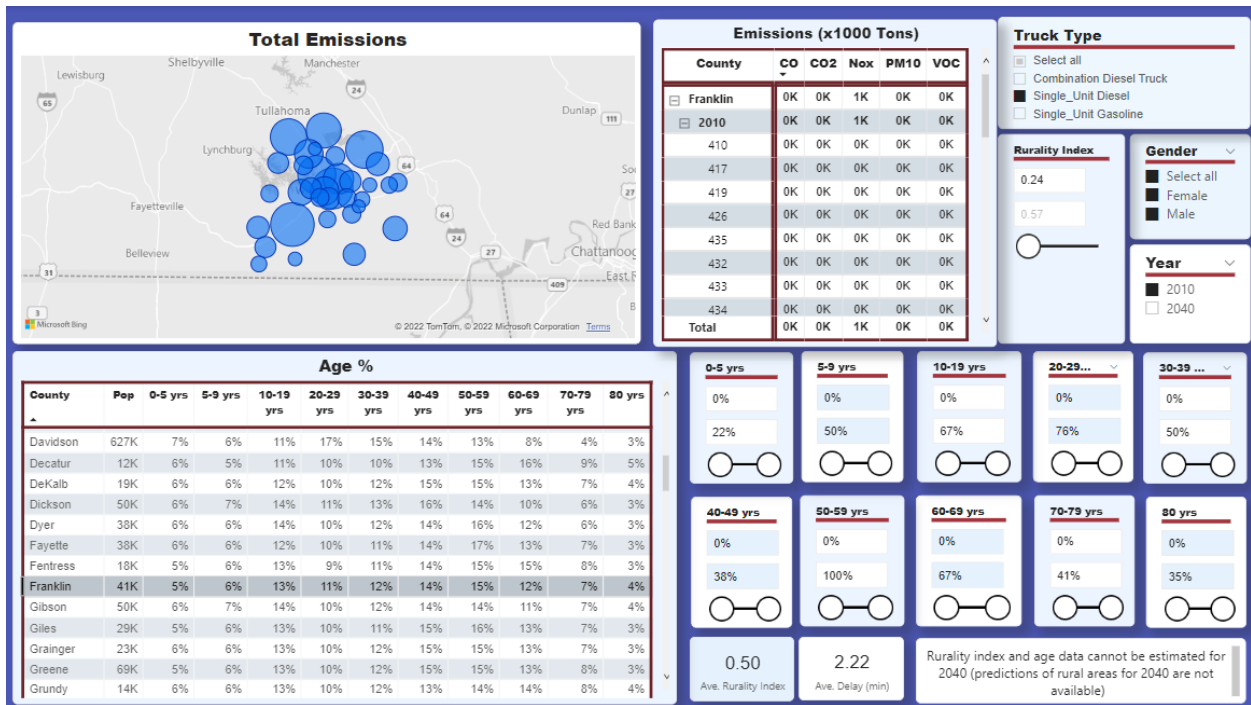 Total Emissions
Lewisburg
Shelbyville
Manchester
65
24
Tullahoma
Dunlap
111
Lynchburg
64
27
Fayetteville
64
Red Bank
24
Belleview
27
Chattanoog
31
409
East R
3
Microsoft Bing
© 2022 TomTom, © 2022 Microsoft Corporation Terms
Emissions (x1000 Tons)
County CO CO2 Nox PM10 VOC
Franklin 0K 0K 1K 0K 0K
2010 0K 0K 1K 0K 0K
410 0K 0K 0K 0K 0K
417 0K 0K 0K 0K 0K
419 0K 0K 0K 0K 0K
426 0K 0K 0K 0K 0K
435 0K 0K 0K 0K 0K
432 0K 0K 0K 0K 0K
433 0K 0K 0K 0K 0K
434 0K 0K 0K 0K 0K
Total 0K 0K 1K 0K 0K
Truck Type
Select all
Combination Diesel Truck
Single_Unit Diesel
Single_Unit Gasoline
Rurality Index
0.24
0.57
Gender
Select all
Female
Male
Year
2010
2040
Age %
County Pop 0-5 yrs 5-9 yrs 10-19 yrs 20-29 yrs 30-39 yrs 40-49 yrs 50-59 yrs 60-69 yrs 70-79 yrs 80 yrs
Davidson 627K 7% 6% 11% 17% 15% 14% 13% 8% 4% 3%
Decatur 12K 6% 5% 11% 10% 10% 13% 15% 16% 9% 5%
DeKalb 19K 6% 6% 12% 10% 12% 15% 15% 13% 7% 4%
Dickson 50K 6% 7% 14% 11% 13% 16% 14% 10% 6% 3%
Dyer 38K 6% 6% 14% 10% 12% 14% 16% 12% 6% 3%
Fayette 38K 6% 6% 12% 10% 11% 14% 17% 13% 7% 3%
Fentress 18K 5% 6% 13% 9% 11% 14% 15% 15% 8% 3%
Franklin 41K 5% 6% 13% 11% 12% 14% 15% 12% 7% 4%
Gibson 50K 6% 7% 14% 10% 12% 14% 14% 11% 7% 4%
Giles 29K 5% 6% 13% 10% 11% 15% 16% 13% 7% 3%
Grainger 23K 6% 6% 13% 10% 12% 15% 15% 13% 7% 3%
Greene 69K 5% 6% 13% 10% 12% 15% 15% 13% 8% 3%
Grundy 14K 6% 6% 13% 10% 12% 13% 14% 14% 8% 4%
0-5 yrs
0%
22%
5-9 yrs
0%
50%
10-19 yrs
0%
67%
20-29...
0%
76%
30-39 ...
0%
50%
40-49 yrs
0%
38%
50-59 yrs
0%
100%
60-69 yrs
0%
67%
70-79 yrs
0%
41%
80 yrs
0%
35%
0.50
Ave. Rurality Index
2.22
Ave. Delay (min)
Rurality index and age data cannot be estimated for
2040 (predictions of rural areas for 2040 are not
available)